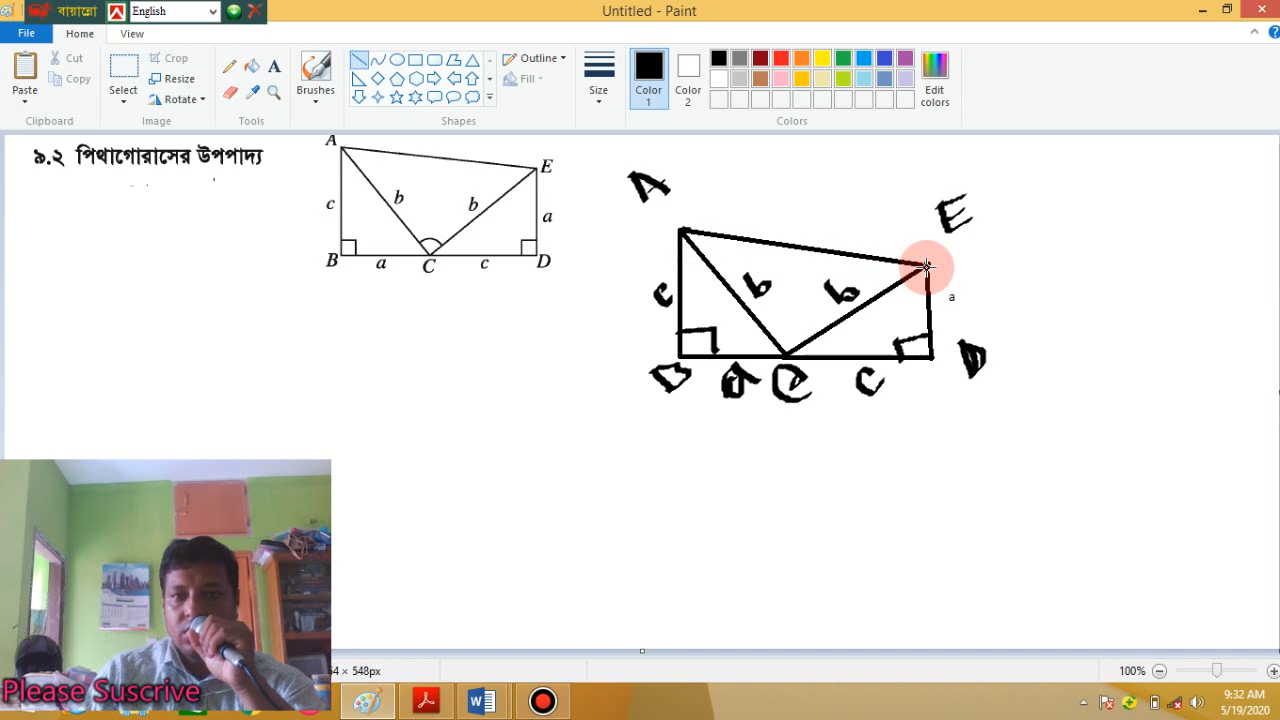 বায়ান্নো
English
Untitled - Paint
File Home View
Paste
Cut
Copy
Select
Crop
Resize
Rotate
Brushes
Outline
Fill
Size
Color 1
Color 2
Edit colors
Clipboard Image Tools Shapes Colors
৯.২ পিথাগোরাসের উপপাদ্য
A
E
c b b a
B a C c D
A
E
c b b a
B a C c D
Please Suscrive
548px
100%
9:32 AM
5/19/2020